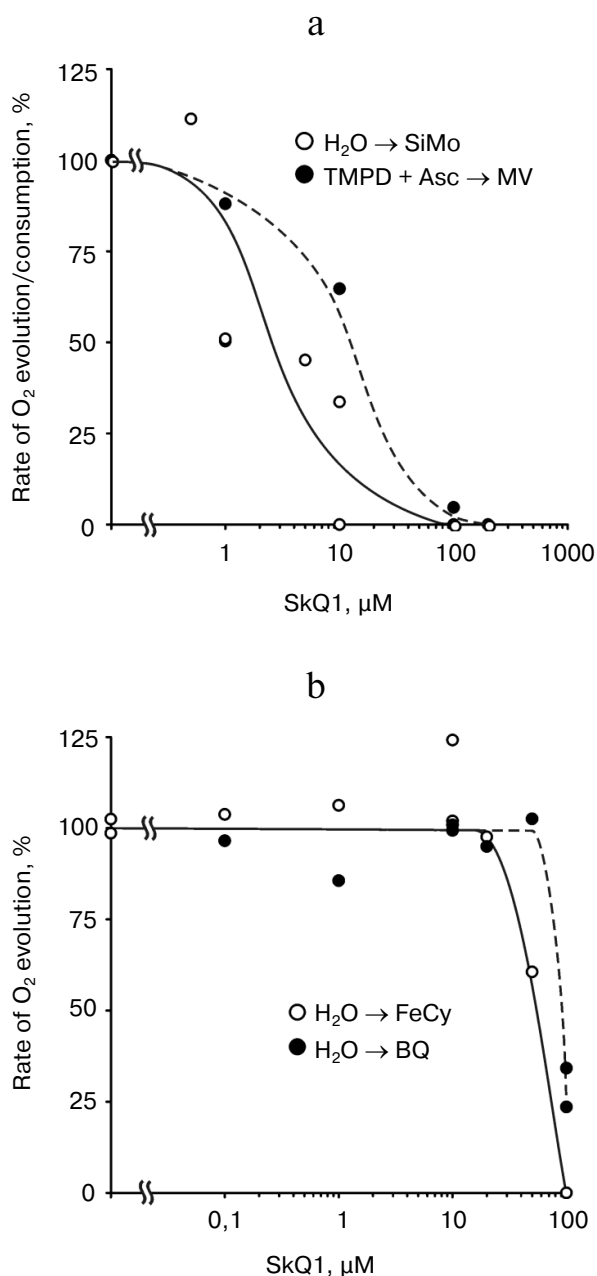 a
Rate of O₂ evolution/consumption, %
125
100
75
50
25
0
H₂O → SiMo
TMPD + Asc → MV
1
10
100
1000
SkQ1, μM
b
Rate of O₂ evolution, %
125
100
75
50
25
0
H₂O → FeCy
H₂O → BQ
0,1
1
10
100
SkQ1, μM